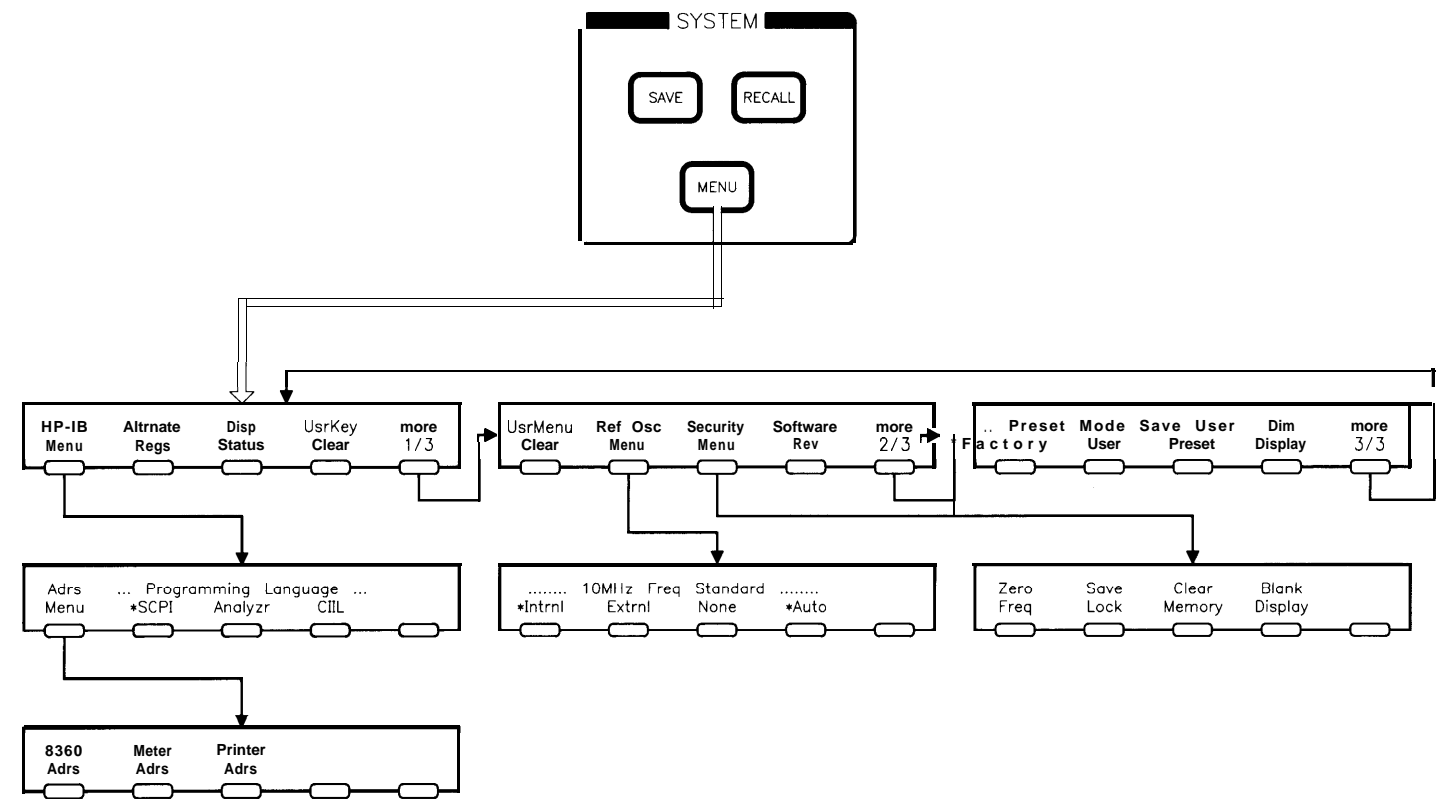 SYSTEM
SAVE RECALL
MENU
HP-IB Altrnate Disp UsrKey more
Menu Regs Status Clear 1/3
UsrMenu Ref Osc Security Software more
Clear Menu Menu Rev 2/3
.. Preset Mode Save User Dim more
*Factory User Preset Display 3/3
Adrs ... Programming Language ...
Menu *SCPI Analyzr CIIL
........ 10MHz Freq Standard ........
*Intrnl Extrnl None *Auto
Zero Save Clear Blank
Freq Lock Memory Display
8360 Meter Printer
Adrs Adrs Adrs